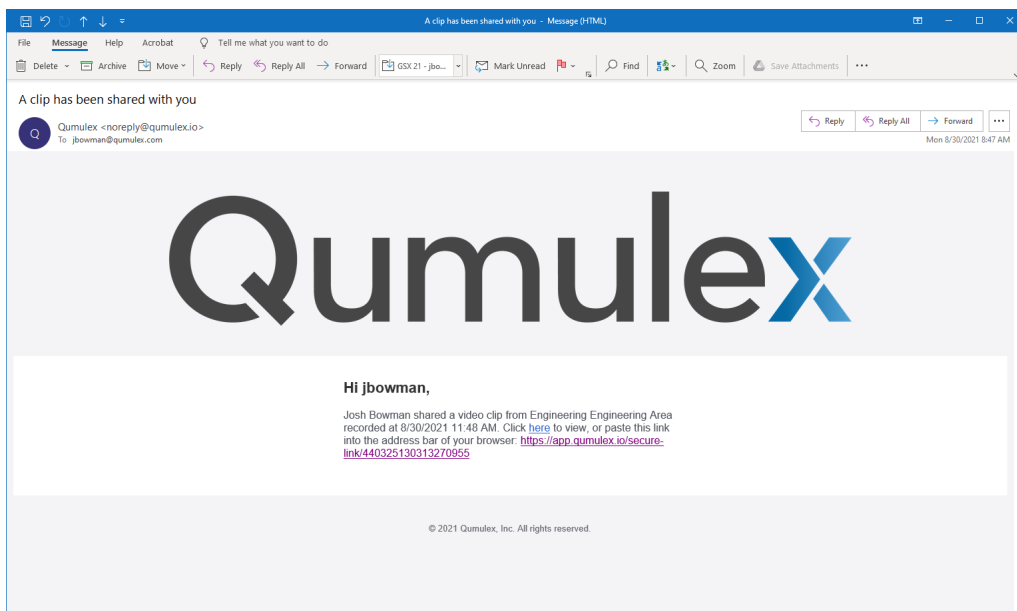 A clip has been shared with you - Message (HTML)
File Message Help Acrobat Tell me what you want to do
Delete Archive Move Reply Reply All Forward GSX 21 - jbo... Mark Unread Find Zoom Save Attachments
A clip has been shared with you
Q
Qumulex <noreply@qumulex.io>
To jbowman@qumulex.com
Reply Reply All Forward
Mon 8/30/2021 8:47 AM
Qumulex
Hi jbowman,
Josh Bowman shared a video clip from Engineering Engineering Area
recorded at 8/30/2021 11:48 AM. Click here to view, or paste this link
into the address bar of your browser: https://app.qumulex.io/secure-
link/440325130313270955
© 2021 Qumulex, Inc. All rights reserved.